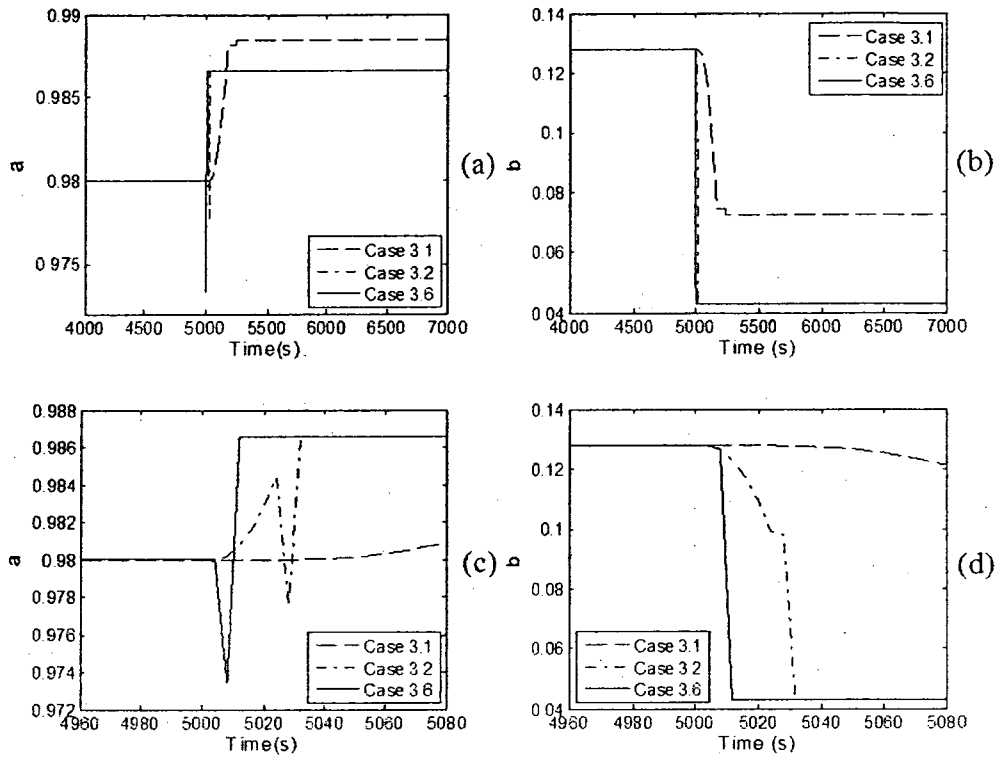 0.99
0.985
0.98
0.975
a
4000 4500 5000 5500 6000 6500 7000
Time(s).
Case 3 1
Case 3.2
Case 3.6
(a)
0.14
0.12
0.1
0.08
0.06
0.04
b
4000 4500 5000 5500 6000 6500 7000
Time (s)
Case 3.1
Case 3.2
Case 3.6
(b)
0.988
0.986
0.984
0.982
0.98
0.978
0.976
0.974
0.972
a
4960 4980 5000 5020 5040 5060 5080
Time(s)
Case 3.1
Case 3.2
Case 3 6
(c)
0.14
0.12
0.1
0.08
0.06
0.04
b
4960 4980 5000 5020 5040 5060 5080
Time (s)
Case 3.1
Case 3.2
Case 3.6
(d)